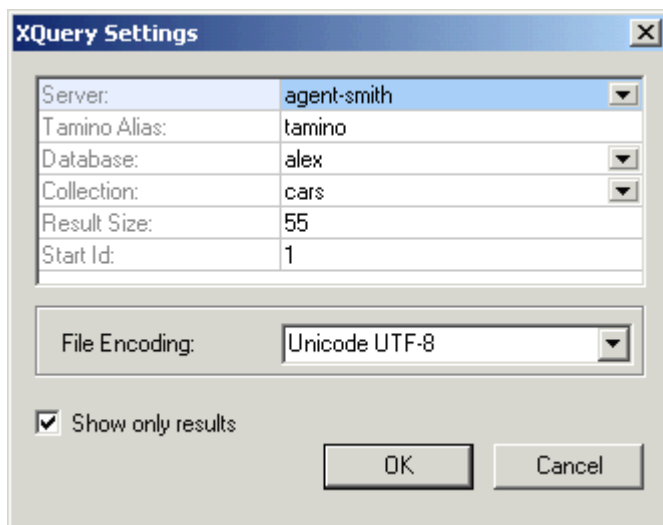 XQuery Settings
Server: agent-smith
Tamino Alias: tamino
Database: alex
Collection: cars
Result Size: 55
Start Id: 1
File Encoding: Unicode UTF-8
Show only results
OK Cancel